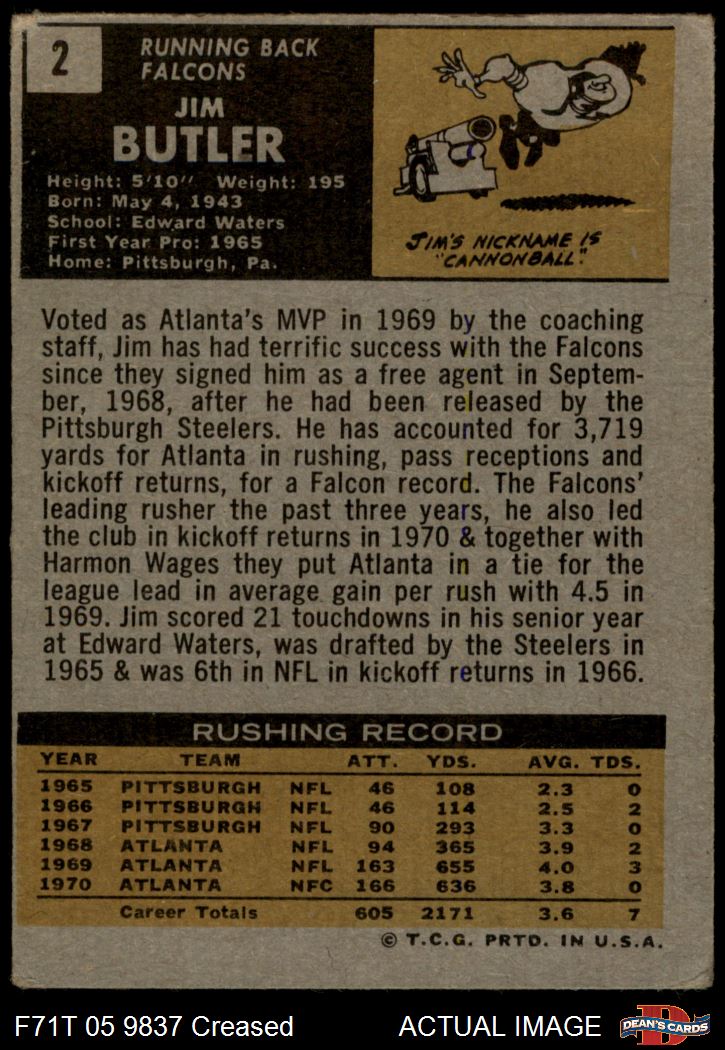 2
RUNNING BACK
FALCONS
JIM
BUTLER
Height: 5'10" Weight: 195
Born: May 4, 1943
School: Edward Waters
First Year Pro: 1965
Home: Pittsburgh, Pa.
JIM'S NICKNAME IS
"CANNONBALL."
Voted as Atlanta's MVP in 1969 by the coaching
staff, Jim has had terrific success with the Falcons
since they signed him as a free agent in Septem-
ber, 1968, after he had been released by the
Pittsburgh Steelers. He has accounted for 3,719
yards for Atlanta in rushing, pass receptions and
kickoff returns, for a Falcon record. The Falcons'
leading rusher the past three years, he also led
the club in kickoff returns in 1970 & together with
Harmon Wages they put Atlanta in a tie for the
league lead in average gain per rush with 4.5 in
1969. Jim scored 21 touchdowns in his senior year
at Edward Waters, was drafted by the Steelers in
1965 & was 6th in NFL in kickoff returns in 1966.
RUSHING RECORD
YEAR TEAM ATT. YDS. AVG. TDS.
1965 PITTSBURGH NFL 46 108 2.3 0
1966 PITTSBURGH NFL 46 114 2.5 2
1967 PITTSBURGH NFL 90 293 3.3 0
1968 ATLANTA NFL 94 365 3.9 2
1969 ATLANTA NFL 163 655 4.0 3
1970 ATLANTA NFC 166 636 3.8 0
Career Totals 605 2171 3.6 7
© T.C.G. PRTD. IN U.S.A.
F71T 05 9837 Creased ACTUAL IMAGE
D
DEAN'S CARDS